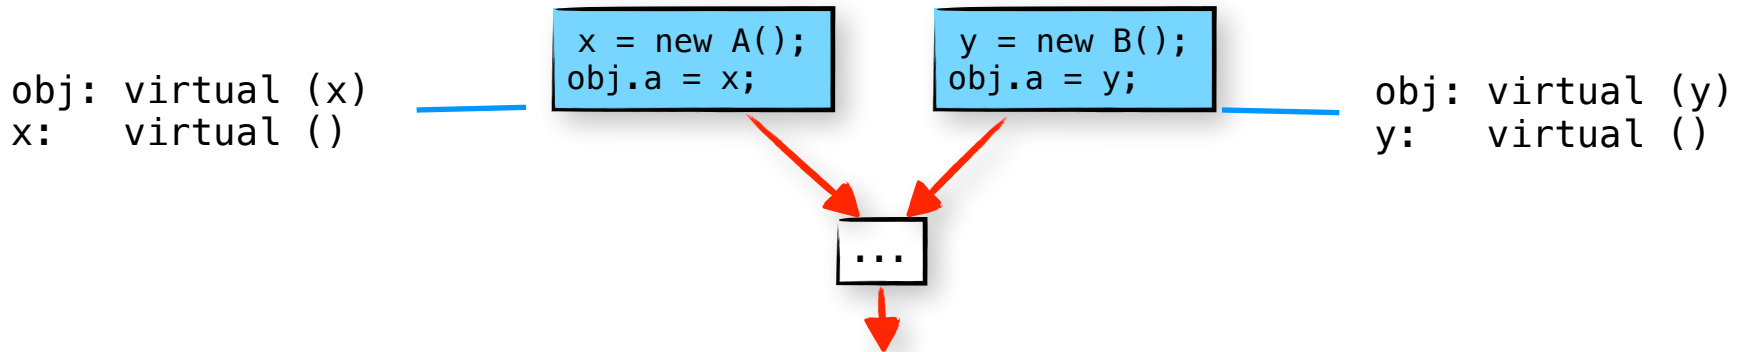 obj: virtual (x)
x: virtual ()
x = new A();
obj.a = x;
y = new B();
obj.a = y;
obj: virtual (y)
y: virtual ()
...